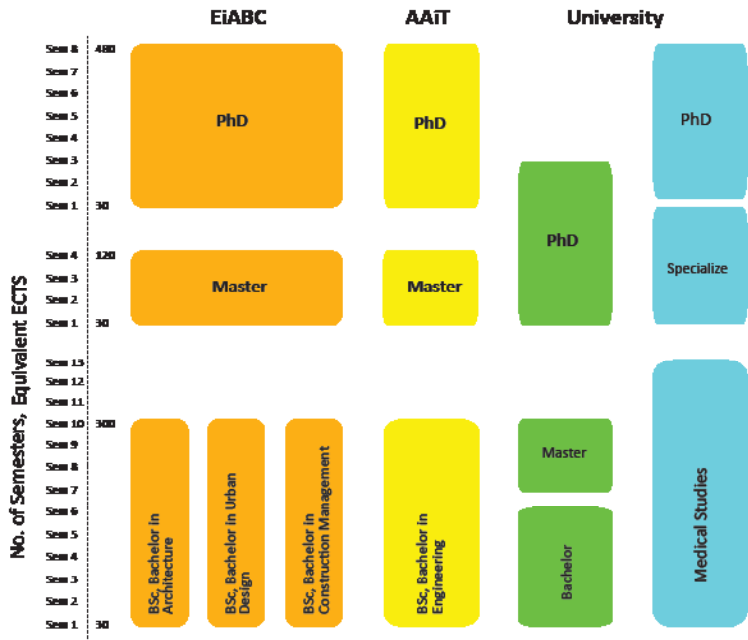 EiABC AAiT University
Sem 8 480
Sem 7
Sem 6
Sem 5
Sem 4
Sem 3
Sem 2
Sem 1 30
PhD
PhD
PhD
PhD
Sem 4 120
Sem 3
Sem 2
Sem 1 30
Master
Master
Specialize
Sem 13
Sem 12
Sem 11
Sem 10 300
Sem 9
Sem 8
Sem 7
Sem 6
Sem 5
Sem 4
Sem 3
Sem 2
Sem 1 30
Master
BSc, Bachelor in
Architecture
BSc, Bachelor in Urban
Design
BSc, Bachelor in
Construction Management
BSc, Bachelor in
Engineering
Bachelor
Medical Studies
No. of Semesters, Equivalent ECTS